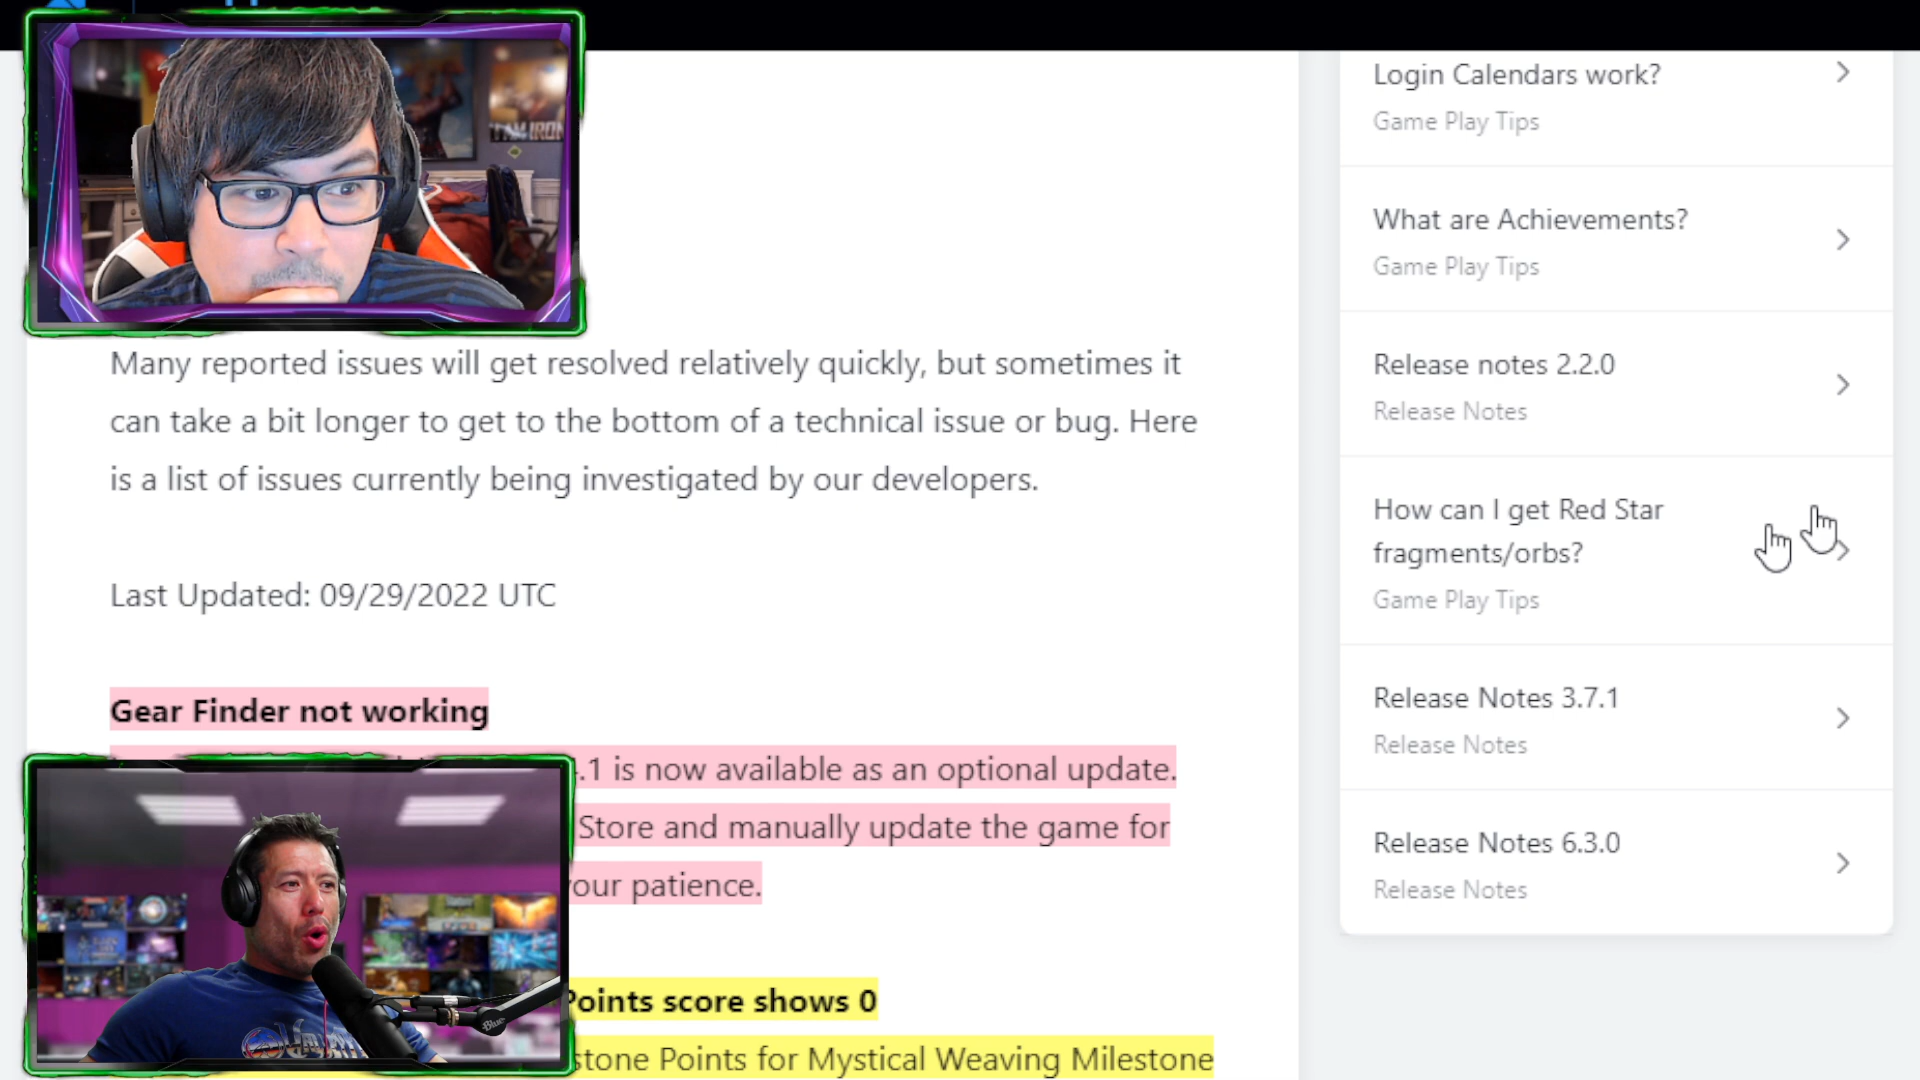 I AM IRON
Many reported issues will get resolved relatively quickly, but sometimes it
can take a bit longer to get to the bottom of a technical issue or bug. Here
is a list of issues currently being investigated by our developers.
Last Updated: 09/29/2022 UTC
Gear Finder not working
.1 is now available as an optional update.
Store and manually update the game for
your patience.
Points score shows 0
stone Points for Mystical Weaving Milestone
Blue
Login Calendars work?
Game Play Tips
What are Achievements?
Game Play Tips
Release notes 2.2.0
Release Notes
How can I get Red Star
fragments/orbs?
Game Play Tips
Release Notes 3.7.1
Release Notes
Release Notes 6.3.0
Release Notes